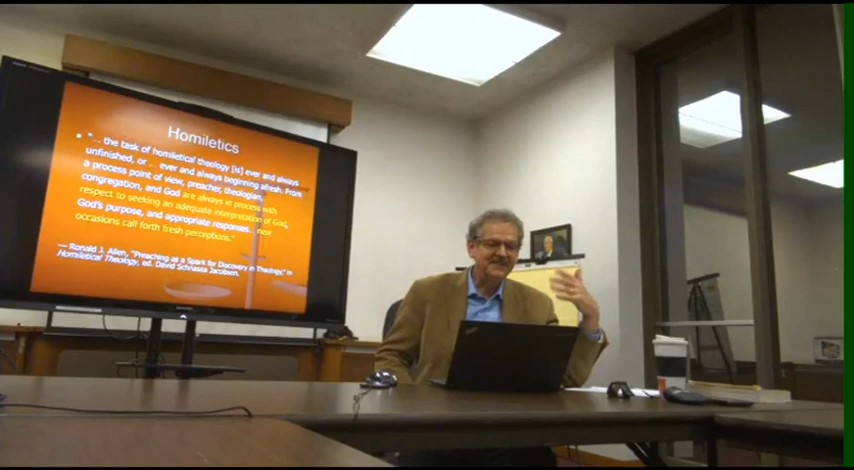 Homiletics
"… the task of homiletical theology [is] ever and always
unfinished, or … ever and always beginning afresh. From
a process point of view, preacher, theologian,
congregation, and God are always in process with
respect to seeking an adequate interpretation of God,
God's purpose, and appropriate responses… new
occasions call forth fresh perceptions."
— Ronald J. Allen, "Preaching as a Spark for Discovery in Theology," in
Homiletical Theology, ed. David Schnasa Jacobsen.